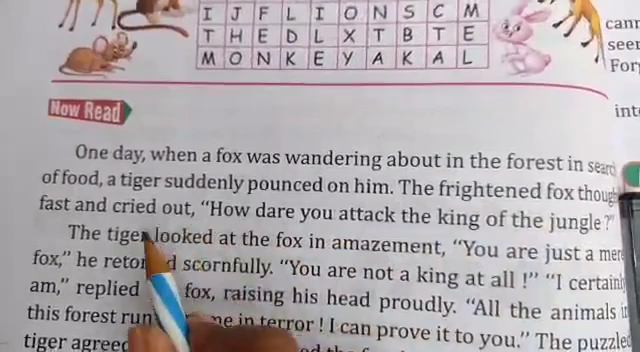 I J F L I O N S C M
T H E D L X T B T E
M O N K E Y A K A L
Now Read
One day, when a fox was wandering about in the forest in
of food, a tiger suddenly pounced on him. The frightened fox
fast and cried out, "How dare you attack the king of the jungle?"
The tiger looked at the fox in amazement, "You are just a mere
fox," he scornfully. "You are not a king at all !" "I certainly
am," replied fox, raising his head proudly. "All the animals
this forest in terror ! I can prove it to you." The puzzled
tiger
int